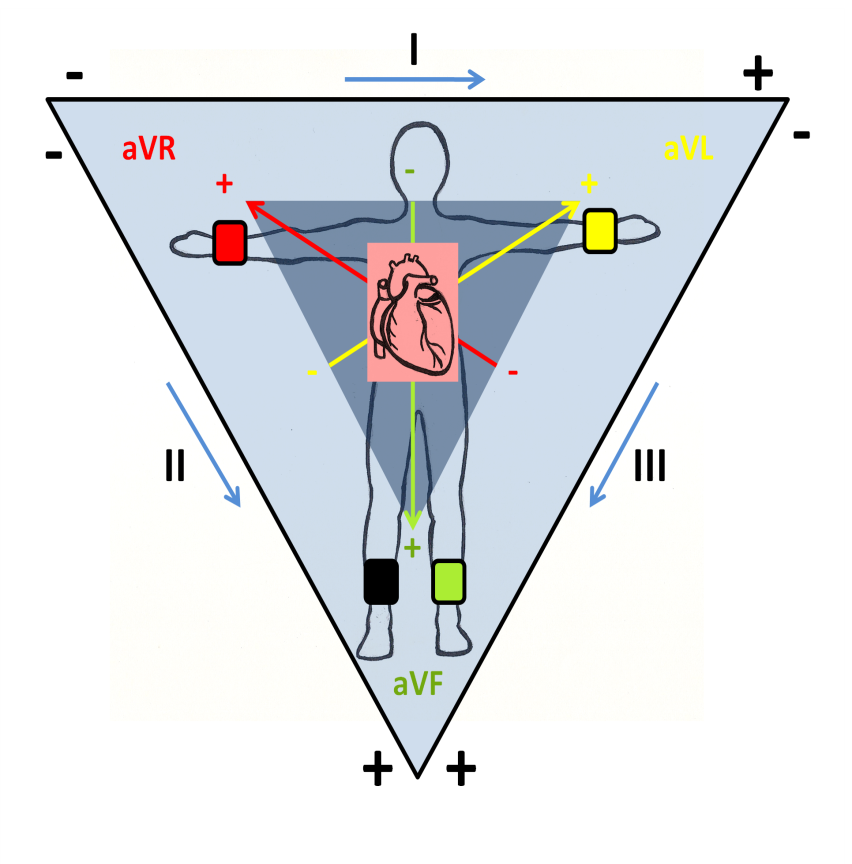 I
- +
- -
aVR aVL
+ - +
- -
II III
+
aVF
+ +